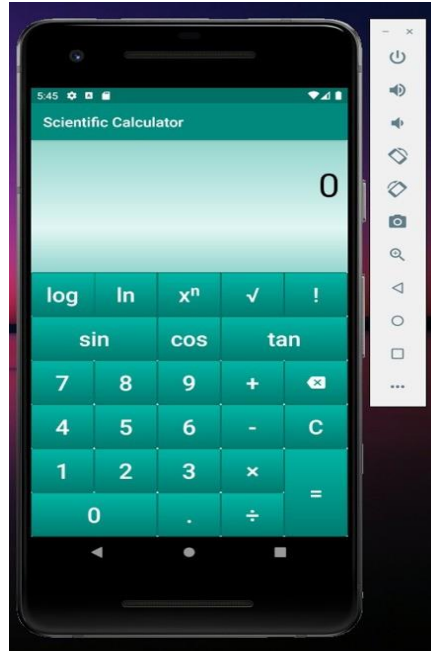 5:45
Scientific Calculator
0
log ln xⁿ √ !
sin cos tan
7 8 9 +
4 5 6 - C
1 2 3 ×
=
0 . ÷